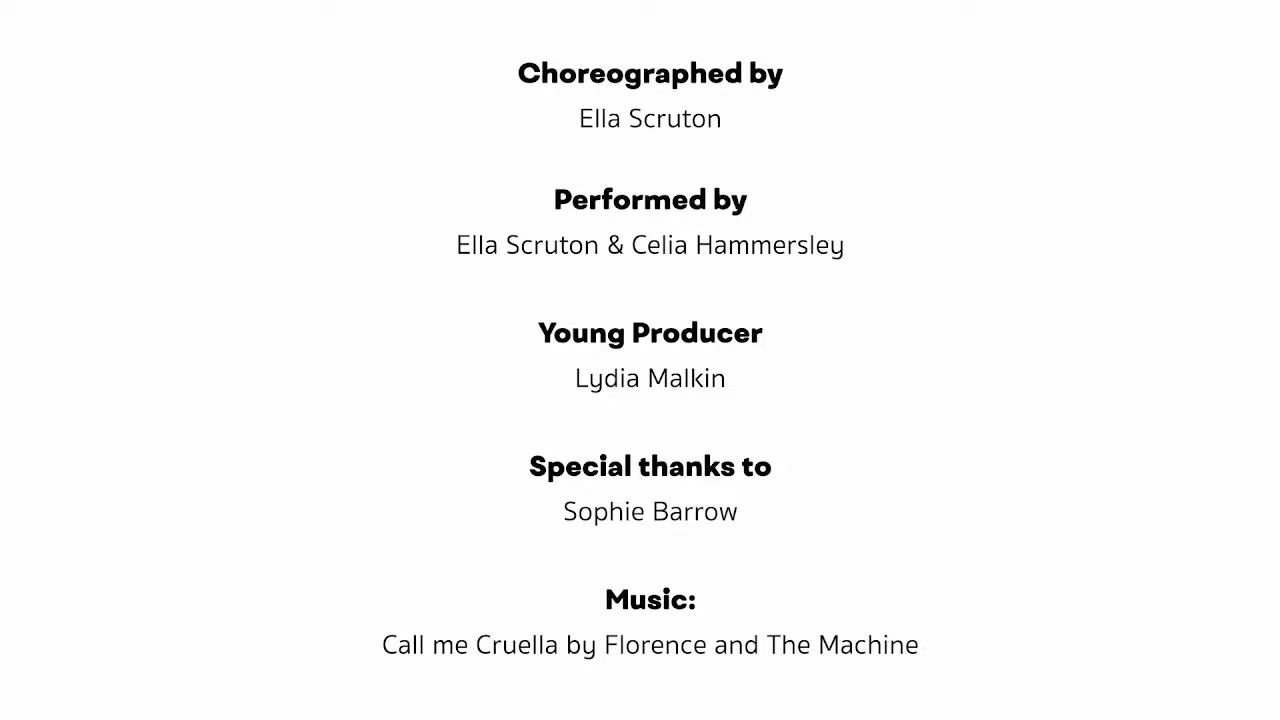 Choreographed by
Ella Scruton
Performed by
Ella Scruton & Celia Hammersley
Young Producer
Lydia Malkin
Special thanks to
Sophie Barrow
Music:
Call me Cruella by Florence and The Machine